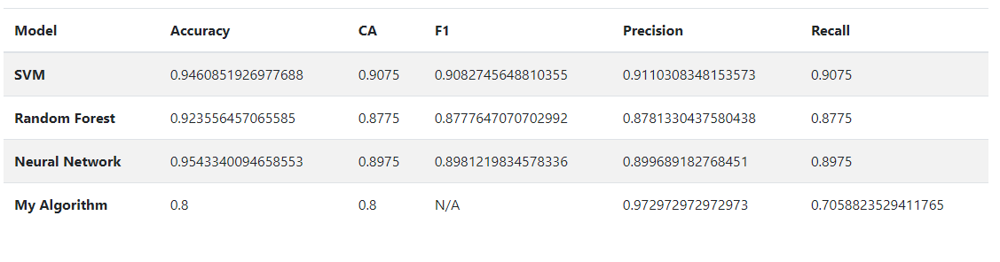 Model Accuracy CA F1 Precision Recall
SVM 0.9460851926977688 0.9075 0.9082745648810355 0.9110308348153573 0.9075
Random Forest 0.923556457065585 0.8775 0.8777647070702992 0.8781330437580438 0.8775
Neural Network 0.9543340094658553 0.8975 0.8981219834578336 0.899689182768451 0.8975
My Algorithm 0.8 0.8 N/A 0.972972972972973 0.7058823529411765